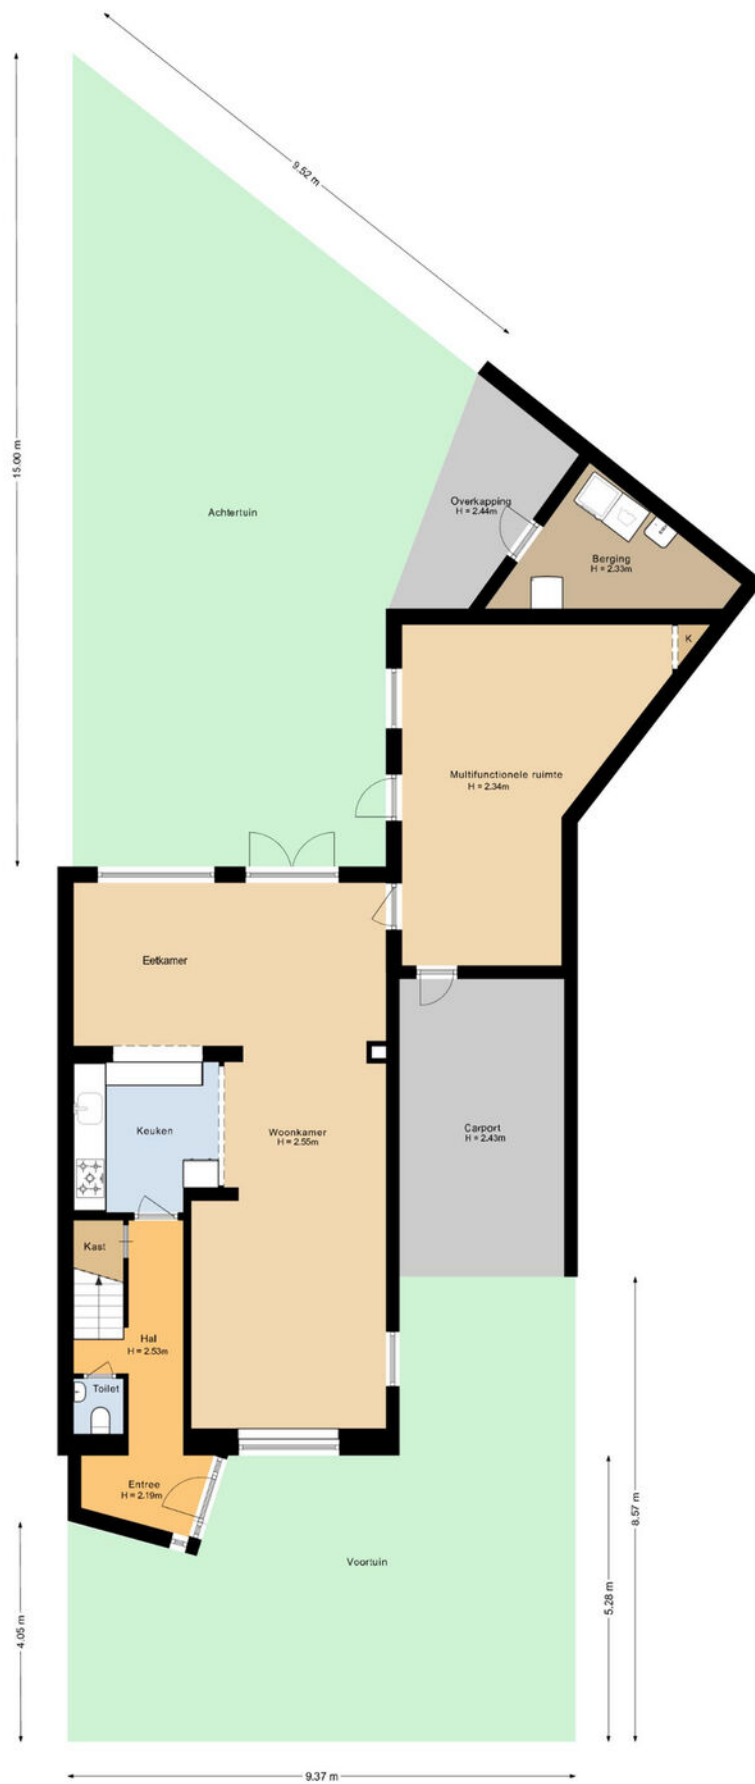 9.52 m
15.00 m
Achtertuin
Overkapping
H = 2.44m
Berging
H = 2.33m
K
Multifunctionele ruimte
H = 2.34m
Eetkamer
Keuken
Woonkamer
H = 2.55m
Carport
H = 2.43m
Kast
Hal
H = 2.53m
Toilet
Entree
H = 2.19m
Voortuin
8.57 m
5.28 m
4.05 m
9.37 m